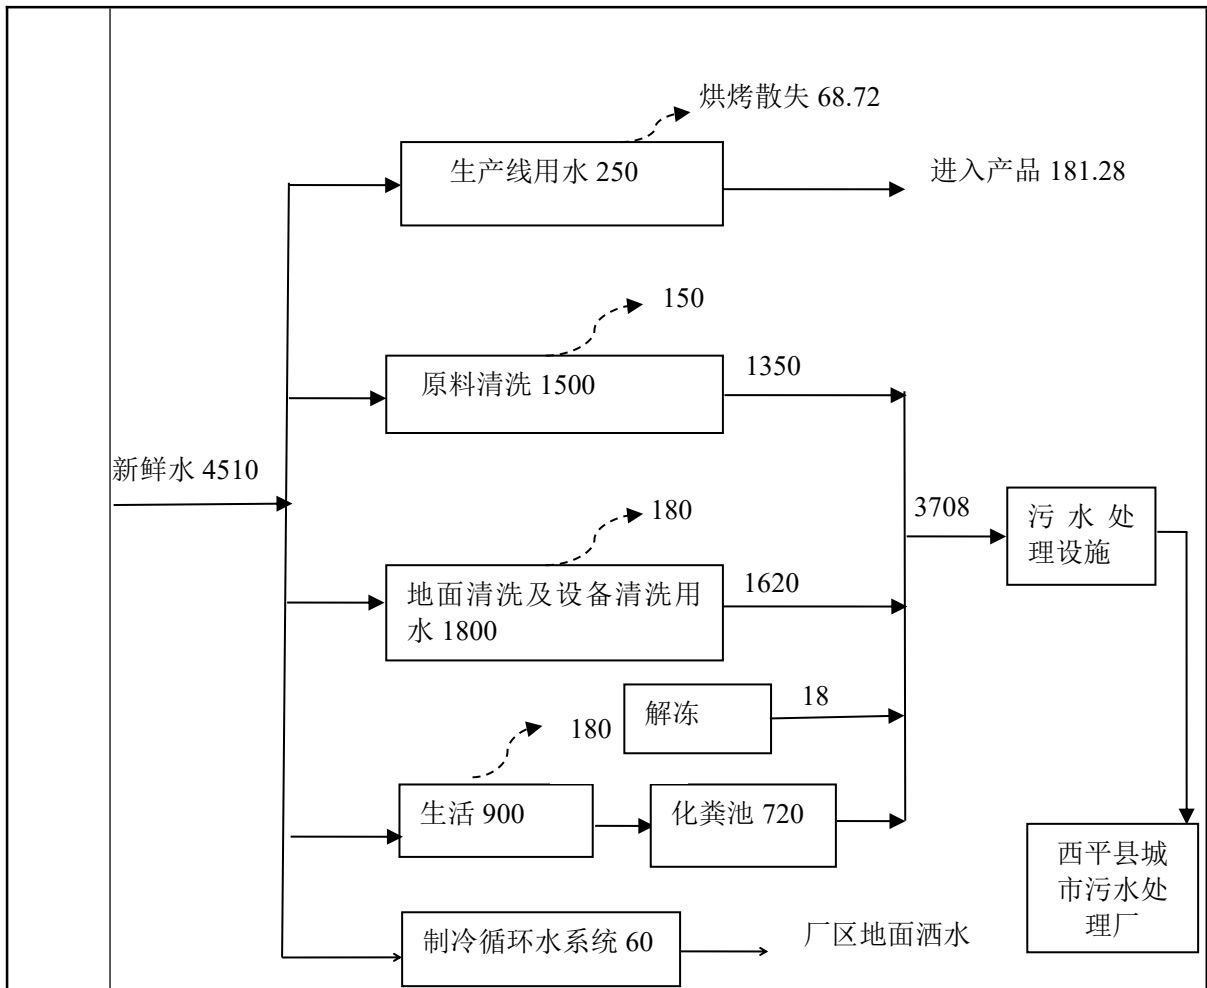 烘烤散失 68.72
生产线用水 250
进入产品 181.28
150
原料清洗 1500
1350
新鲜水 4510
180
地面清洗及设备清洗用
水 1800
1620
3708
污水处
理设施
解冻
18
180
生活 900
化粪池 720
西平县城
市污水处
理厂
制冷循环水系统 60
厂区地面洒水